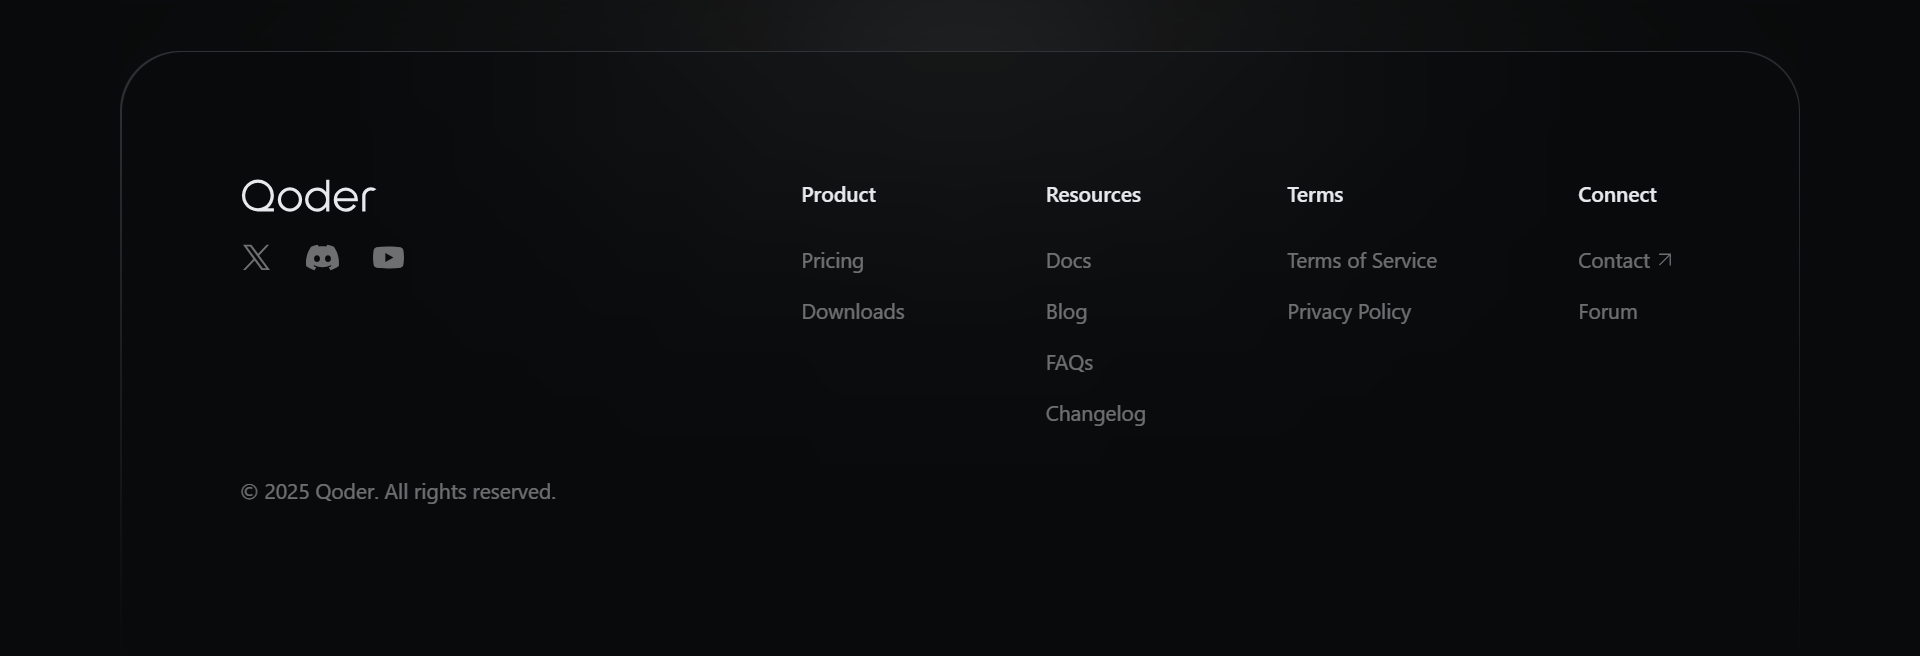 Qoder
Product
Pricing
Downloads
Resources
Docs
Blog
FAQs
Changelog
Terms
Terms of Service
Privacy Policy
Connect
Contact
Forum
© 2025 Qoder. All rights reserved.